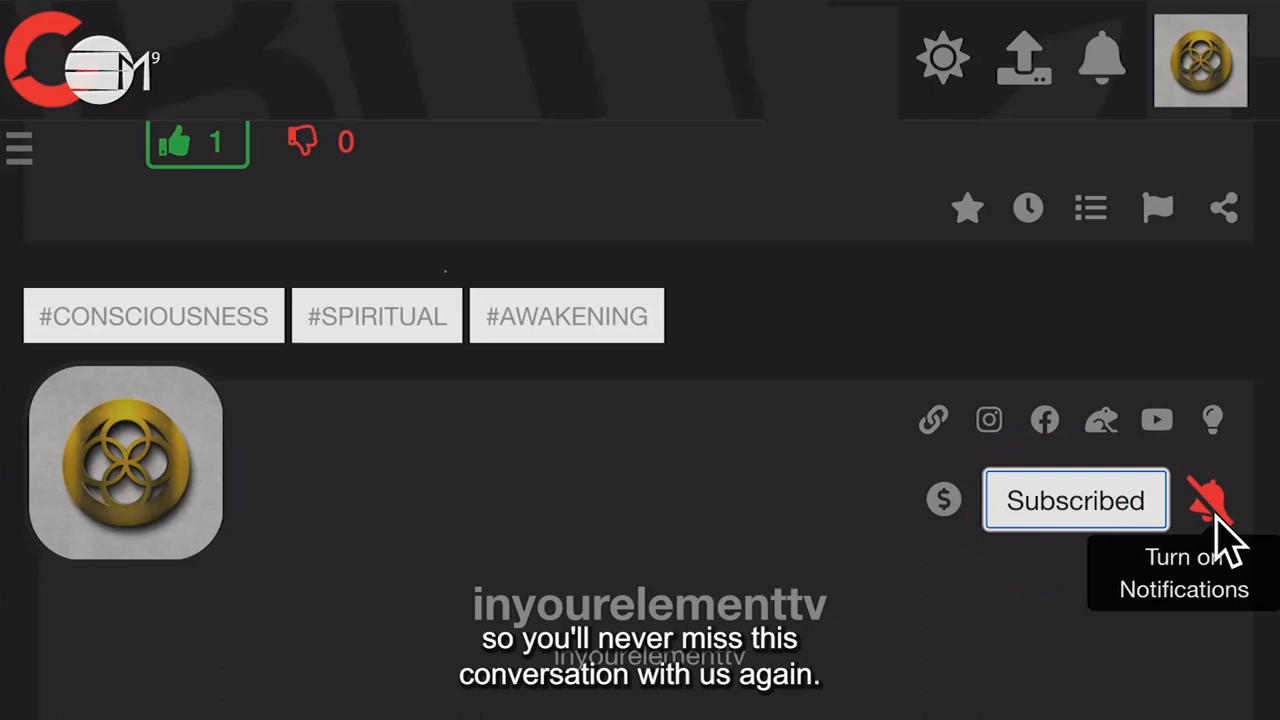 M9
1
0
#CONSCIOUSNESS
#SPIRITUAL
#AWAKENING
$
Subscribed
Turn on
Notifications
inyourelementtv
so you'll never miss this
inyourelementtv
conversation with us again.